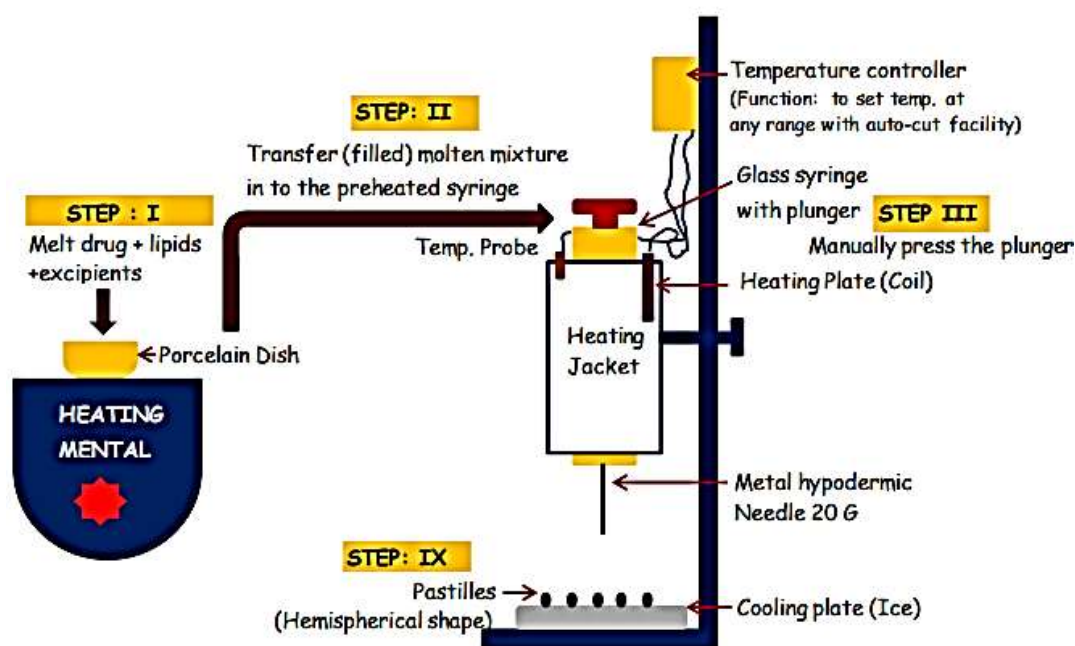 STEP : I
Melt drug + lipids
+excipients
Porcelain Dish
HEATING
MENTAL
STEP: II
Transfer (filled) molten mixture
in to the preheated syringe
Temp. Probe
Heating
Jacket
Temperature controller
(Function: to set temp. at
any range with auto-cut facility)
Glass syringe
with plunger
STEP III
Manually press the plunger
Heating Plate (Coil)
Metal hypodermic
Needle 20 G
STEP: IX
Pastilles
(Hemispherical shape)
Cooling plate (Ice)